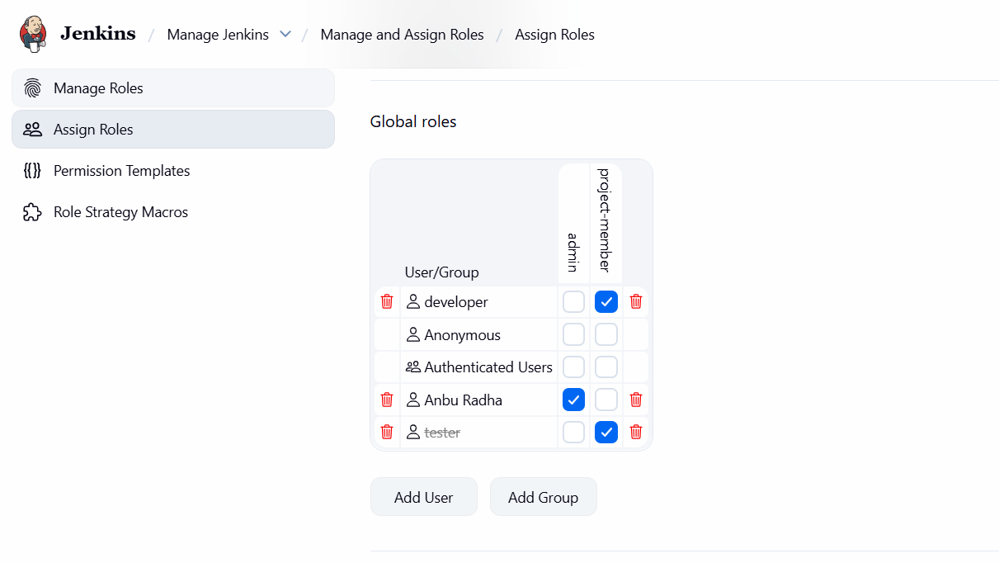 Jenkins / Manage Jenkins / Manage and Assign Roles / Assign Roles
Manage Roles
Assign Roles
Permission Templates
Role Strategy Macros
Global roles
User/Group
admin
project-member
developer
Anonymous
Authenticated Users
Anbu Radha
tester
Add User
Add Group